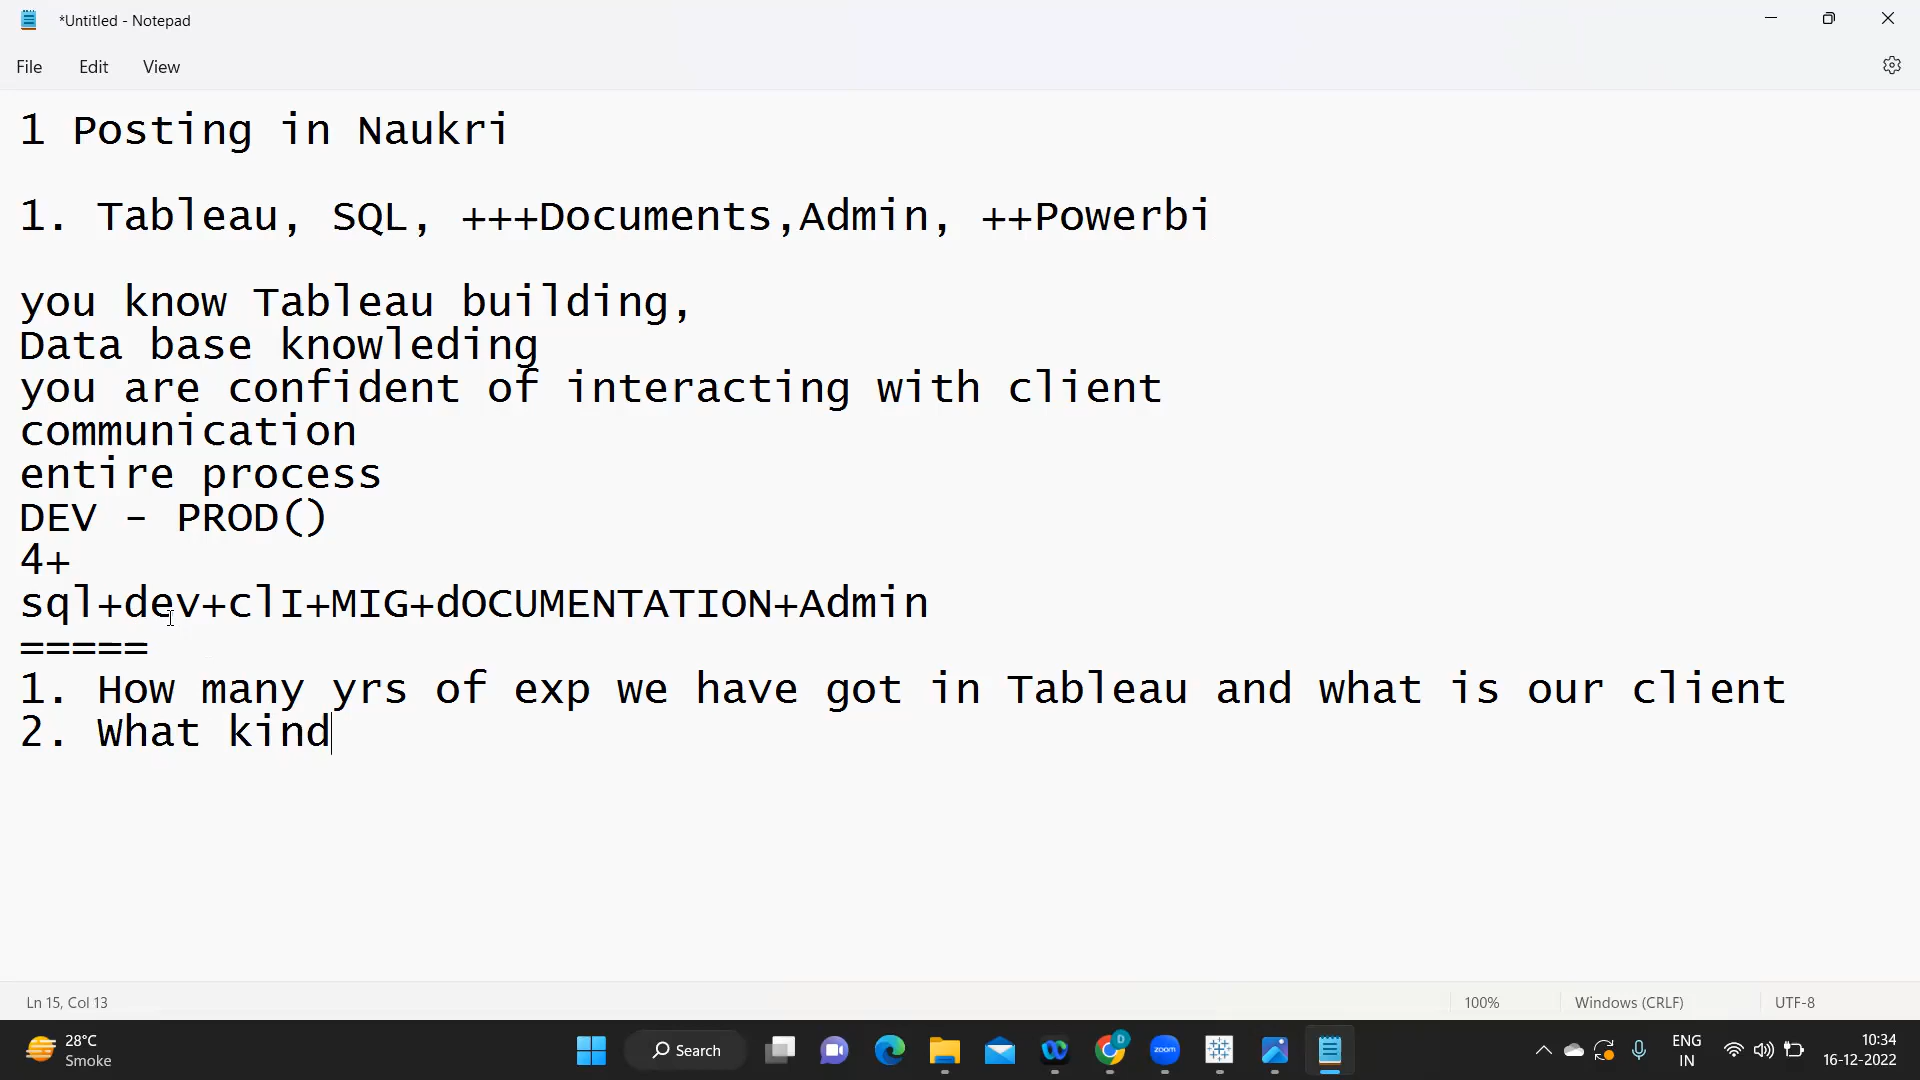 *Untitled - Notepad
File Edit View
1 Posting in Naukri
1. Tableau, SQL, +++Documents,Admin, ++Powerbi
you know Tableau building,
Data base knowleding
you are confident of interacting with client
communication
entire process
DEV - PROD()
4+
sql+dev+clI+MIG+dOCUMENTATION+Admin
=====
1. How many yrs of exp we have got in Tableau and what is our client
2. What kind
Ln 15, Col 13 100% Windows (CRLF) UTF-8
28°C
Smoke
Search
D
zoom
ENG
IN
10:34
16-12-2022